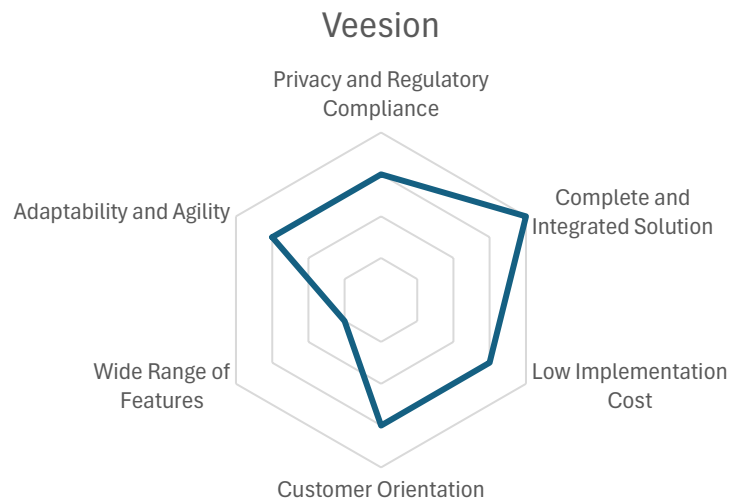 Veesion
Privacy and Regulatory
Compliance
Complete and
Integrated Solution
Low Implementation
Cost
Customer Orientation
Wide Range of
Features
Adaptability and Agility